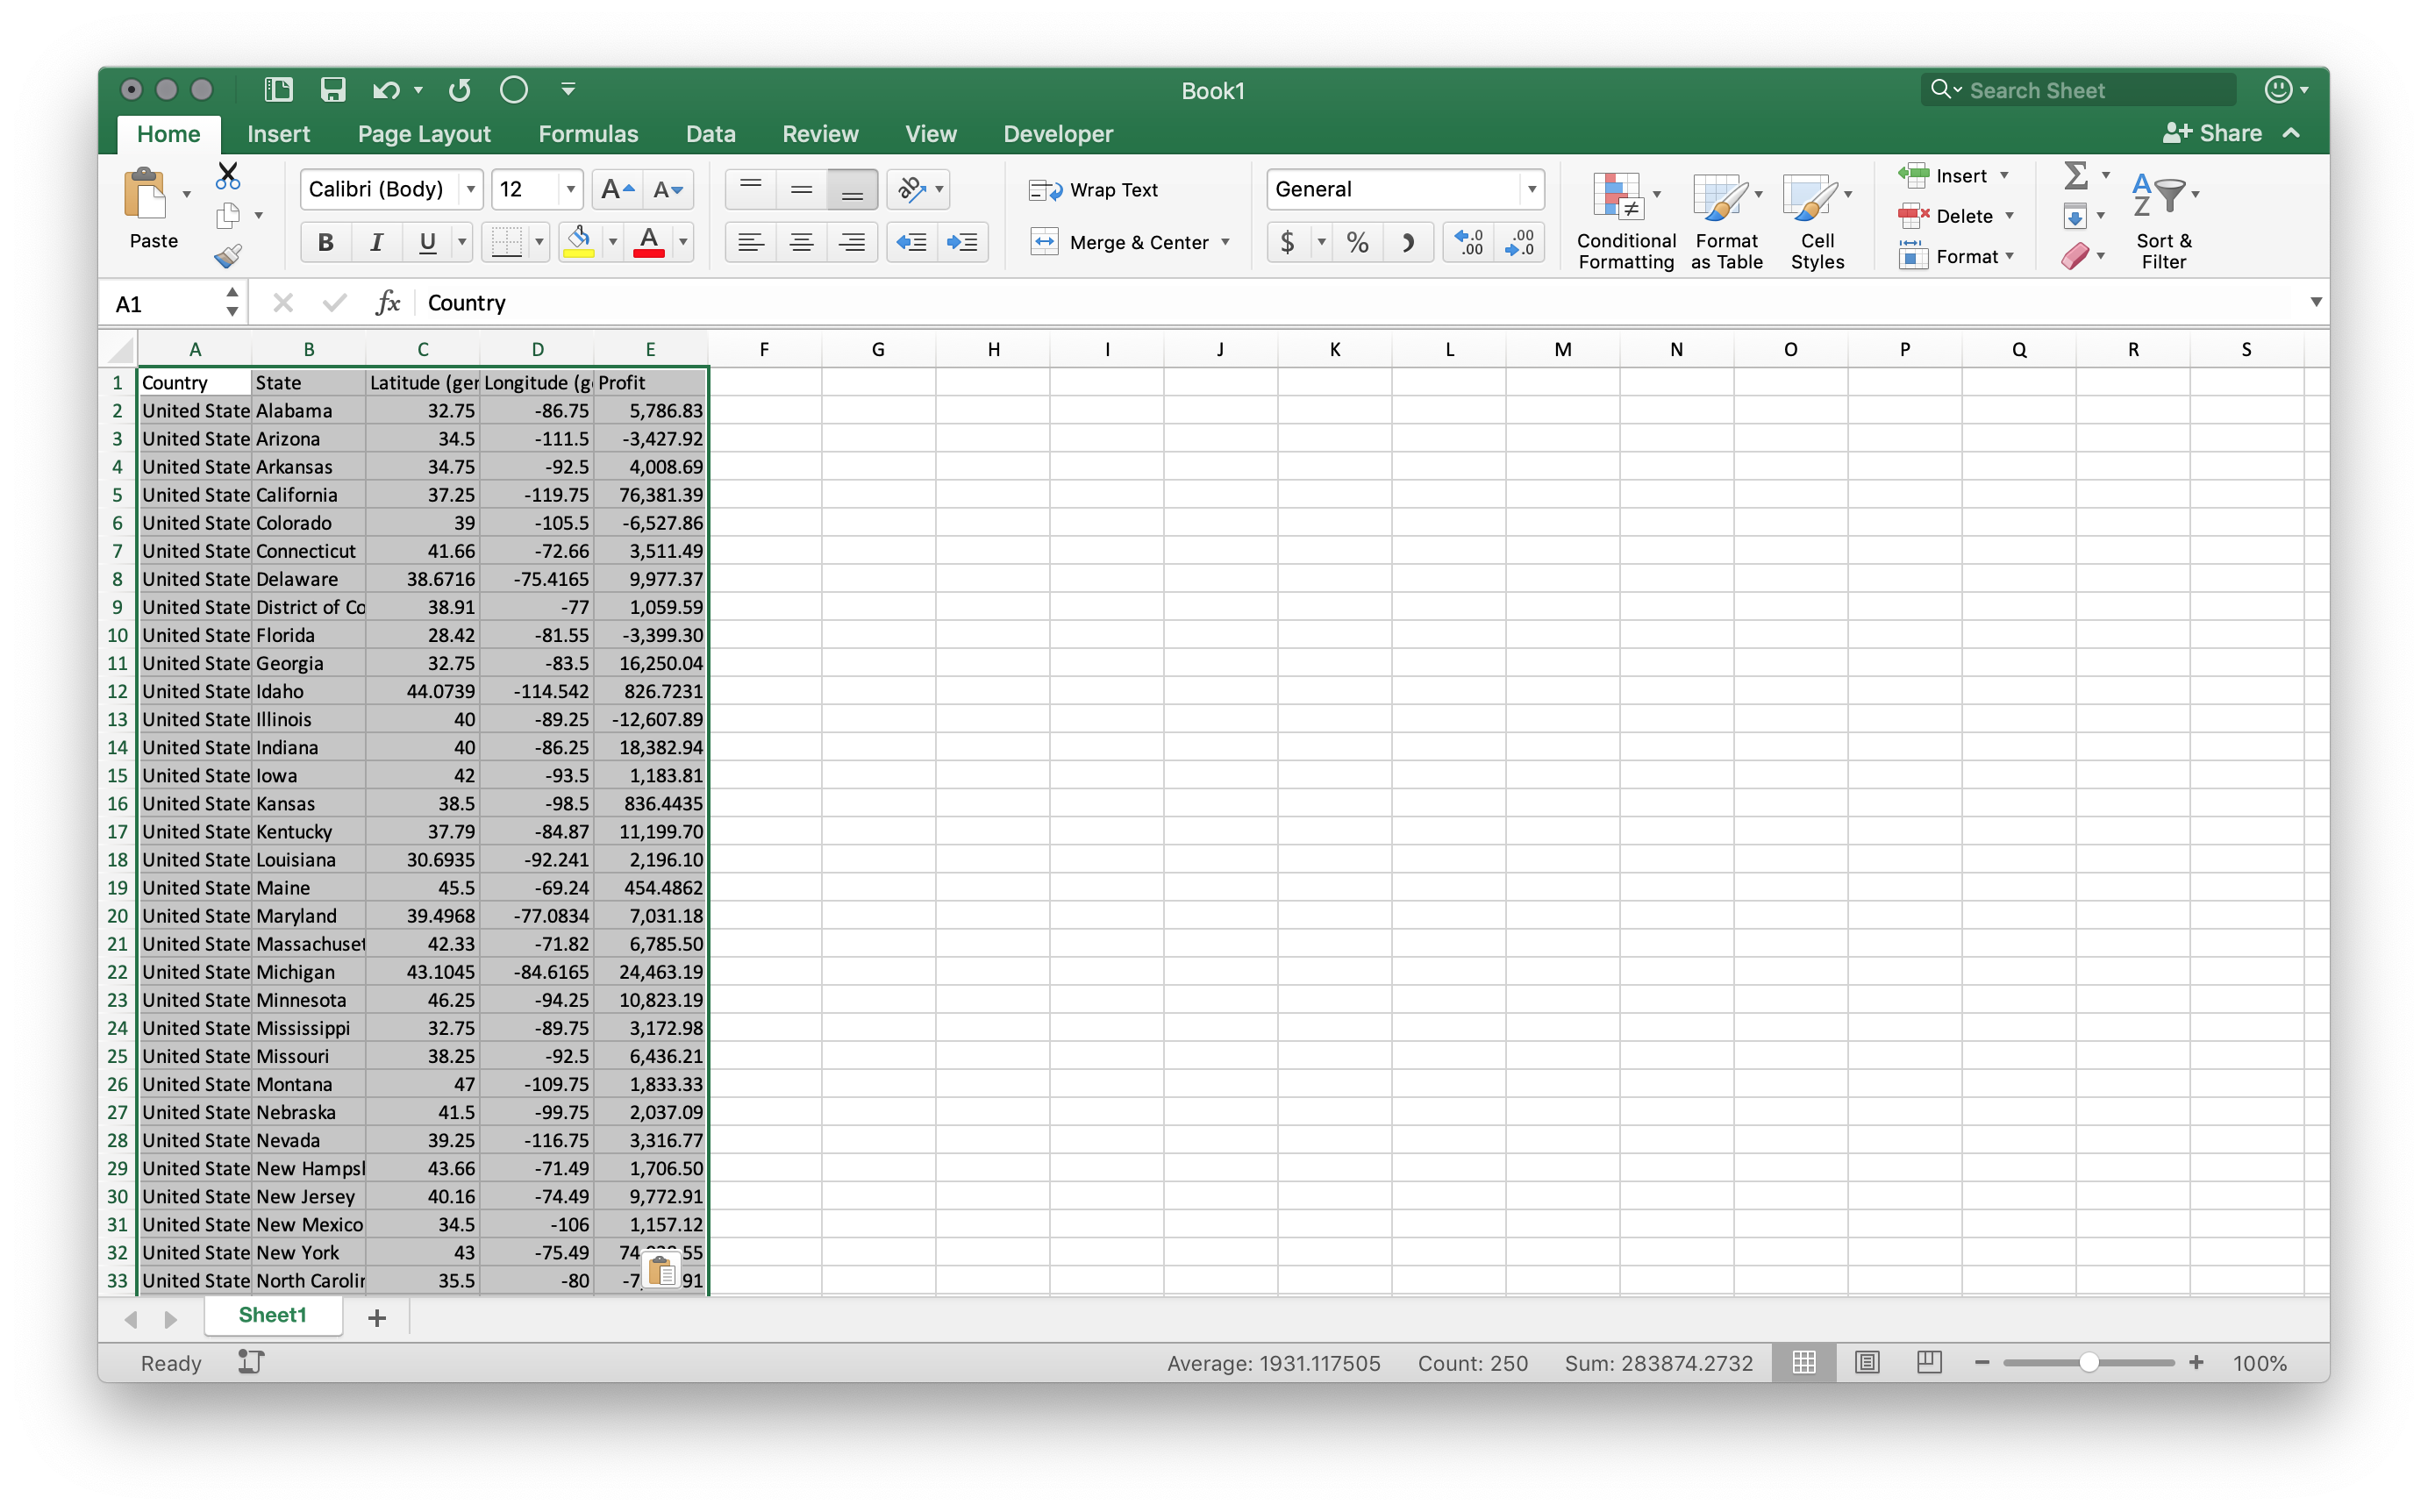 Book1
Search Sheet
Home Insert Page Layout Formulas Data Review View Developer
Share
Paste
Calibri (Body) 12
B I U
Wrap Text
Merge & Center
General
$ % .0 .00 .00 .0
Conditional Formatting
Format as Table
Cell Styles
Insert
Delete
Format
Sort & Filter
A1 fx Country
A B C D E F G H I J K L M N O P Q R S
1 Country State Latitude (ger Longitude (g Profit
2 United State Alabama 32.75 -86.75 5,786.83
3 United State Arizona 34.5 -111.5 -3,427.92
4 United State Arkansas 34.75 -92.5 4,008.69
5 United State California 37.25 -119.75 76,381.39
6 United State Colorado 39 -105.5 -6,527.86
7 United State Connecticut 41.66 -72.66 3,511.49
8 United State Delaware 38.6716 -75.4165 9,977.37
9 United State District of Co 38.91 -77 1,059.59
10 United State Florida 28.42 -81.55 -3,399.30
11 United State Georgia 32.75 -83.5 16,250.04
12 United State Idaho 44.0739 -114.542 826.7231
13 United State Illinois 40 -89.25 -12,607.89
14 United State Indiana 40 -86.25 18,382.94
15 United State Iowa 42 -93.5 1,183.81
16 United State Kansas 38.5 -98.5 836.4435
17 United State Kentucky 37.79 -84.87 11,199.70
18 United State Louisiana 30.6935 -92.241 2,196.10
19 United State Maine 45.5 -69.24 454.4862
20 United State Maryland 39.4968 -77.0834 7,031.18
21 United State Massachuset 42.33 -71.82 6,785.50
22 United State Michigan 43.1045 -84.6165 24,463.19
23 United State Minnesota 46.25 -94.25 10,823.19
24 United State Mississippi 32.75 -89.75 3,172.98
25 United State Missouri 38.25 -92.5 6,436.21
26 United State Montana 47 -109.75 1,833.33
27 United State Nebraska 41.5 -99.75 2,037.09
28 United State Nevada 39.25 -116.75 3,316.77
29 United State New Hampsl 43.66 -71.49 1,706.50
30 United State New Jersey 40.16 -74.49 9,772.91
31 United State New Mexico 34.5 -106 1,157.12
32 United State New York 43 -75.49
33 United State North Carolir 35.5 -80
Sheet1
Ready Average: 1931.117505 Count: 250 Sum: 283874.2732 100%